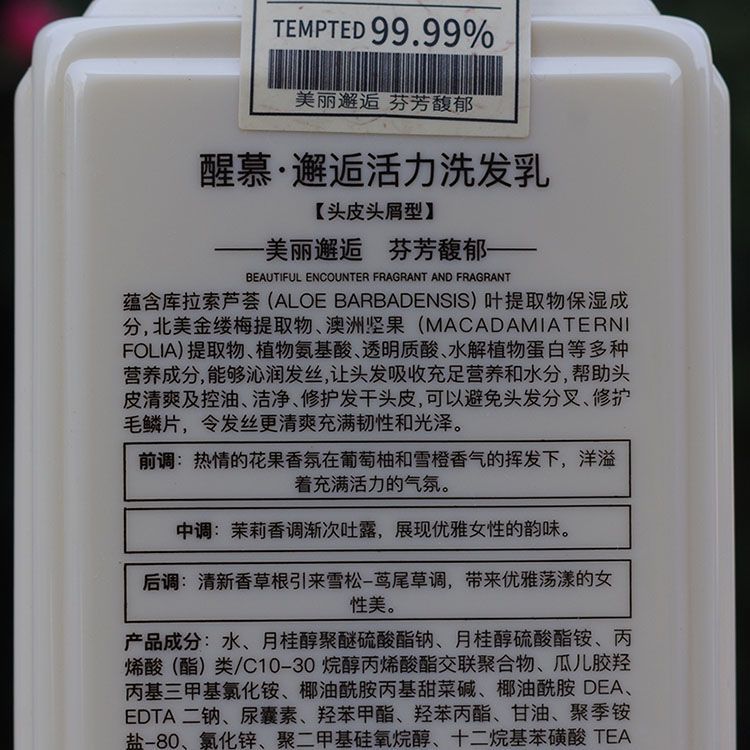 TEMPTED 99.99%
美丽邂逅 芬芳馥郁
醒慕·邂逅活力洗发乳
【头皮头屑型】
美丽邂逅 芬芳馥郁
BEAUTIFUL ENCOUNTER FRAGRANT AND FRAGRANT
蕴含库拉索芦荟(ALOE BARBADENSIS)叶提取物保湿成
分,北美金缕梅提取物、澳洲坚果(MACADAMIATERNI
FOLIA)提取物、植物氨基酸、透明质酸、水解植物蛋白等多种
营养成分,能够沁润发丝,让头发吸收充足营养和水分,帮助头
皮清爽及控油、洁净、修护发干头皮,可以避免头发分叉、修护
毛鳞片,令发丝更清爽充满韧性和光泽。
前调:热情的花果香氛在葡萄柚和雪橙香气的挥发下,洋溢
着充满活力的气氛。
中调:茉莉香调渐次吐露,展现优雅女性的韵味。
后调:清新香草根引来雪松-鸢尾草调,带来优雅荡漾的女
性美。
产品成分:水、月桂醇聚醚硫酸酯钠、月桂醇硫酸酯铵、丙
烯酸(酯)类/C10-30 烷醇丙烯酸酯交联聚合物、瓜儿胶羟
丙基三甲基氯化铵、椰油酰胺丙基甜菜碱、椰油酰胺 DEA、
EDTA 二钠、尿囊素、羟苯甲酯、羟苯丙酯、甘油、聚季铵
盐-80、氯化锌、聚二甲基硅氧烷醇、十二烷基苯磺酸 TEA